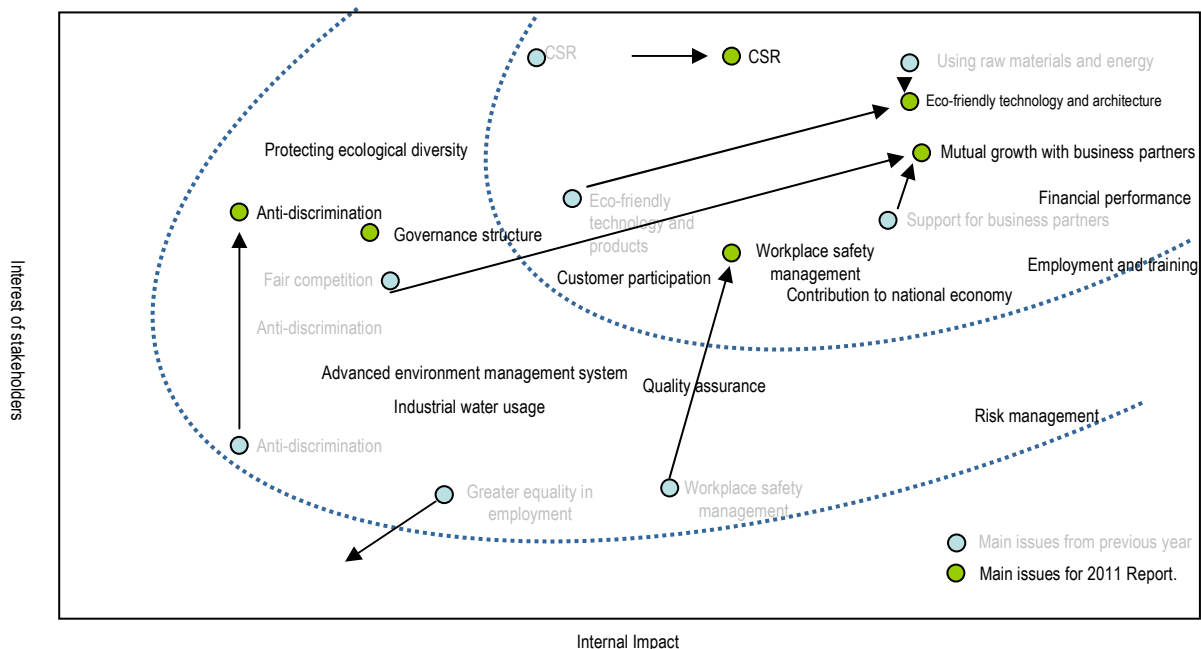 CSR
CSR
Using raw materials and energy
Eco-friendly technology and architecture
Protecting ecological diversity
Mutual growth with business partners
Anti-discrimination
Governance structure
Eco-friendly
technology and
products
Financial performance
Support for business partners
Fair competition
Customer participation
Workplace safety
management
Employment and training
Contribution to national economy
Anti-discrimination
Advanced environment management system
Quality assurance
Industrial water usage
Risk management
Anti-discrimination
Greater equality in
employment
Workplace safety
management
Main issues from previous year
Main issues for 2011 Report.
Interest of stakeholders
Internal Impact